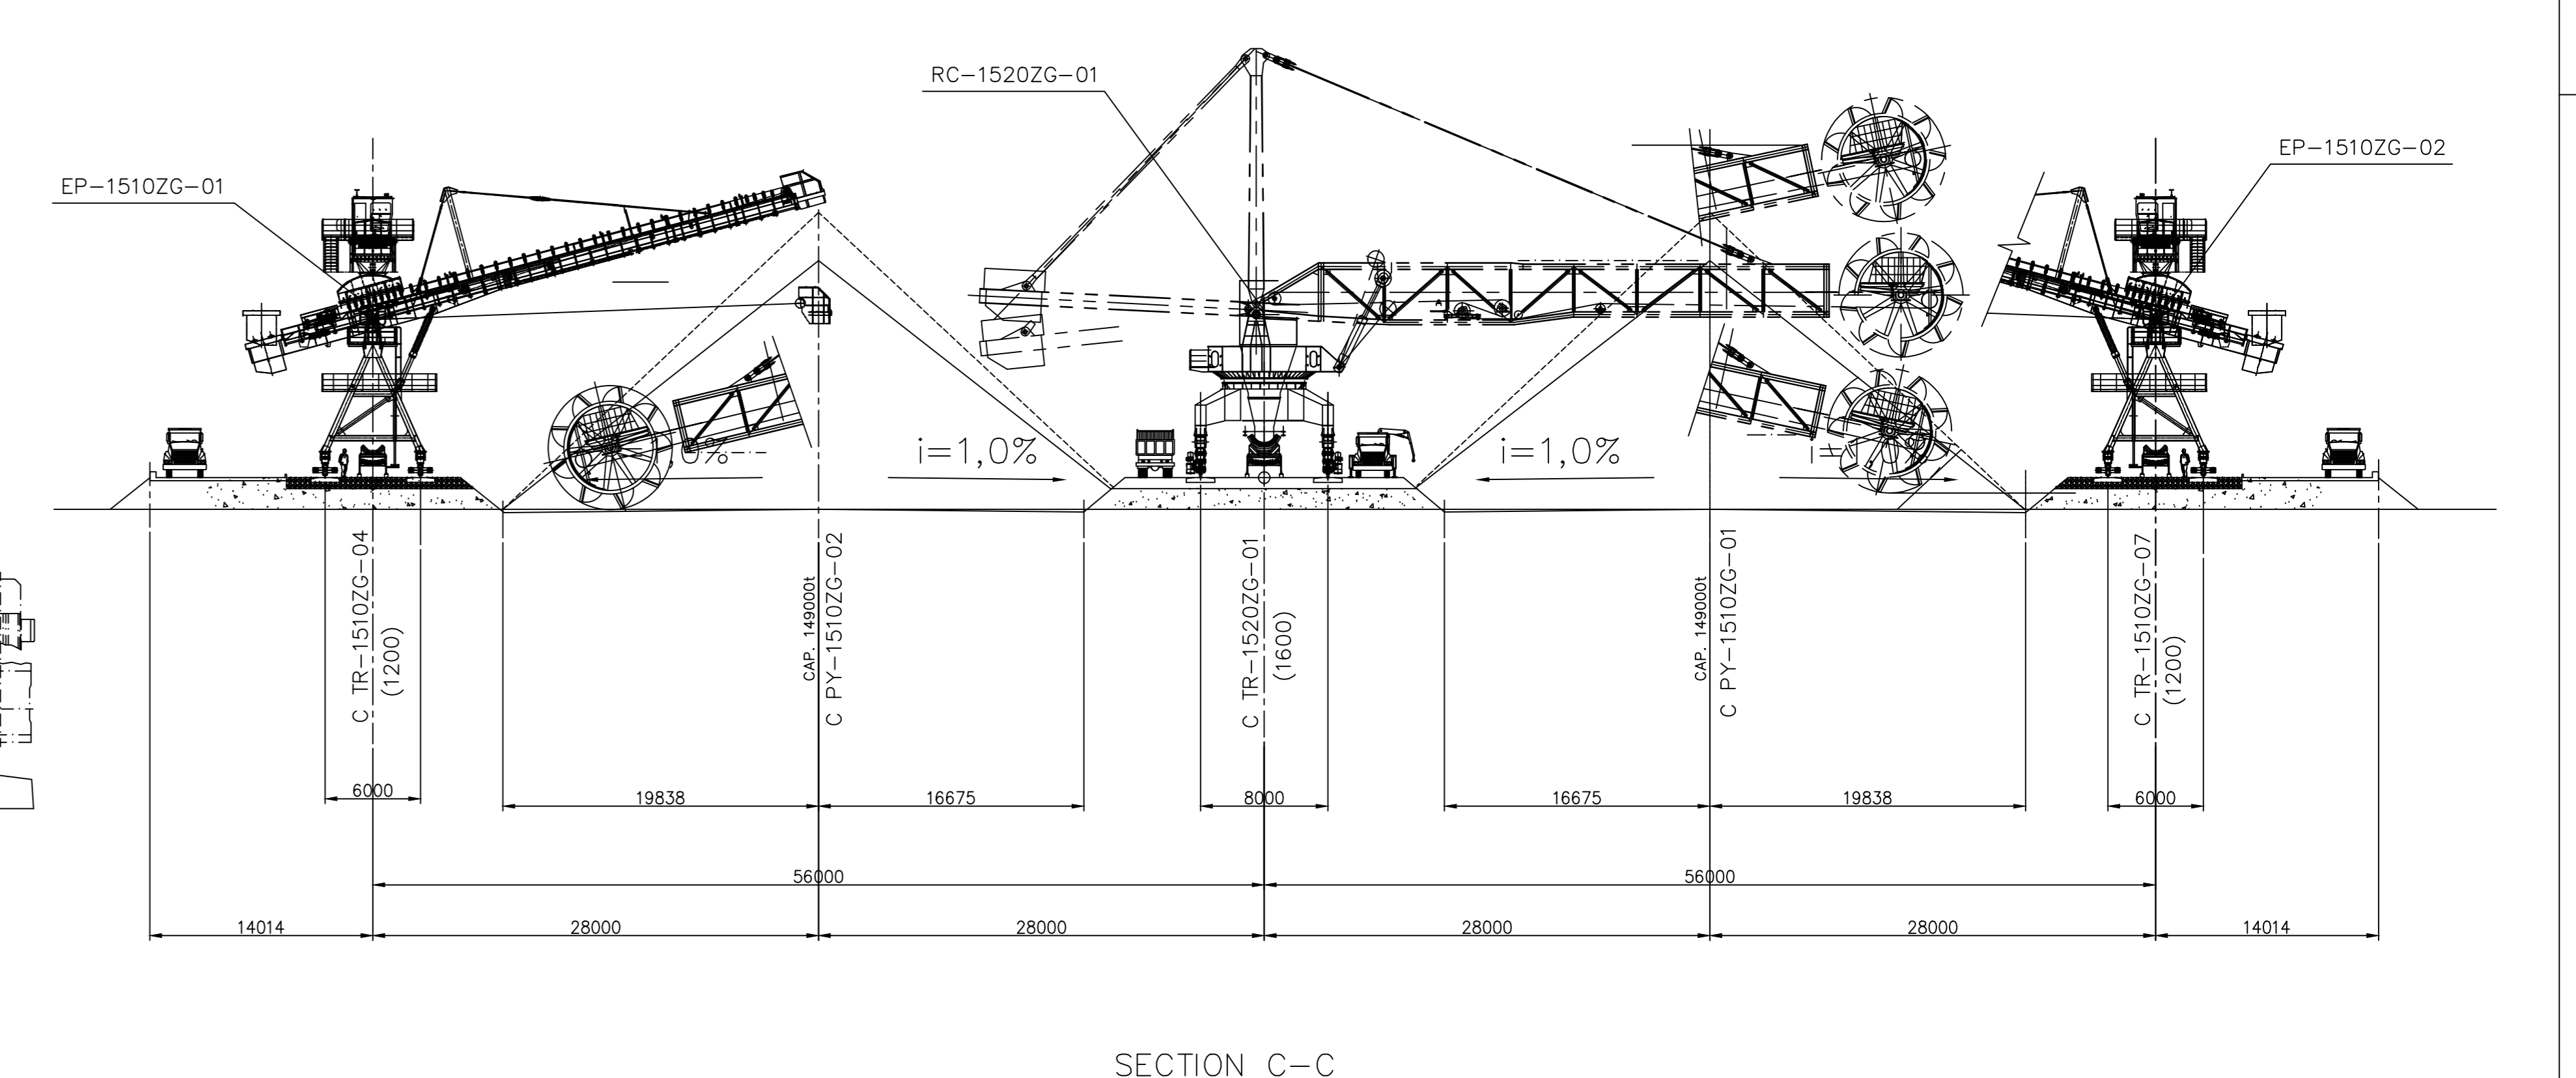 RC-1520ZG-01
EP-1510ZG-02
EP-1510ZG-01
0%
i=1,0%
i=1,0%
i=
C TR-1510ZG-04
(1200)
CAP. 149000t
C PY-1510ZG-02
C TR-1520ZG-01
(1600)
CAP. 149000t
C PY-1510ZG-01
C TR-1510ZG-07
(1200)
6000
19838
16675
8000
16675
19838
6000
56000
56000
14014
28000
28000
28000
28000
14014
SECTION C-C